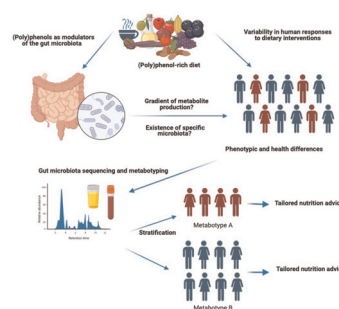 (Poly)phenols as modulators
of the gut microbiota
Variability in human responses
to dietary interventions
(Poly)phenol-rich diet
Gradient of metabolite
production?
Existence of specific
microbiota?
Phenotypic and health differences
Gut microbiota sequencing and metabotyping
Stratification
Metabotype A
Tailored nutrition advic
Metabotype B
Tailored nutrition advic